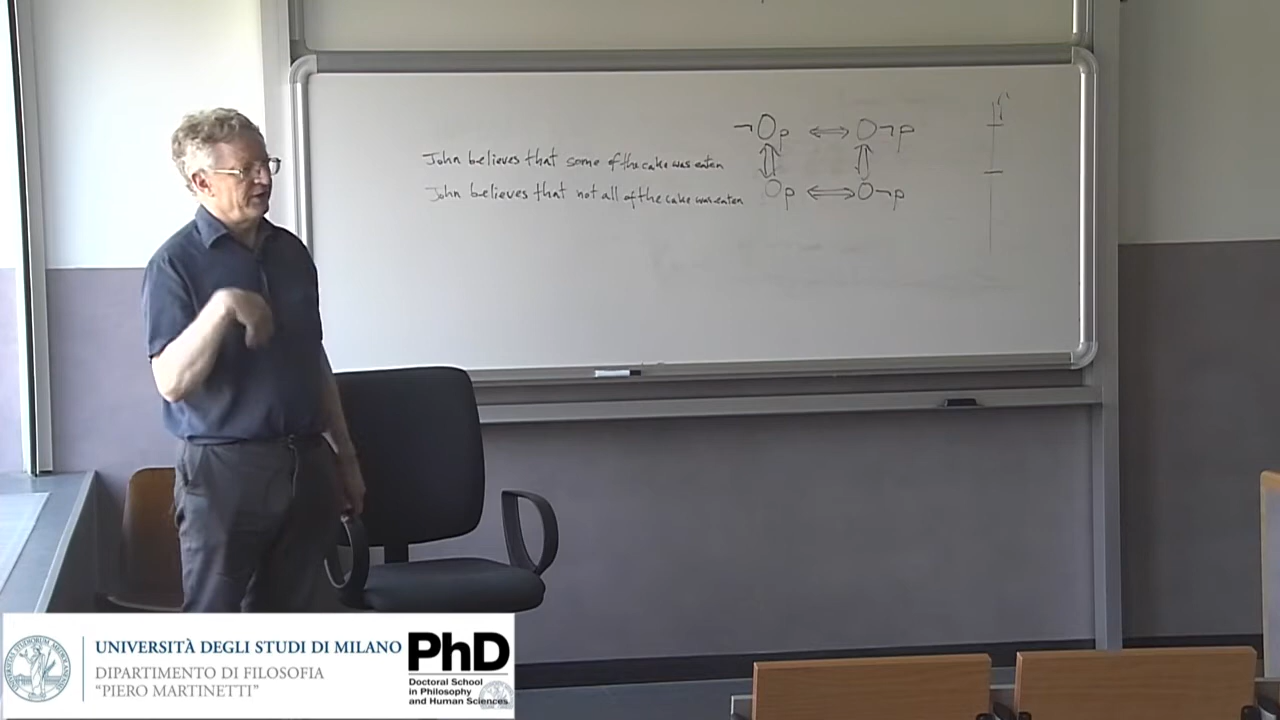 ¬Op ⇔ O¬p
John believes that some of the cake was eaten
John believes that not all of the cake was eaten
Op ⇔ O¬p
UNIVERSITÀ DEGLI STUDI DI MILANO
DIPARTIMENTO DI FILOSOFIA
“PIERO MARTINETTI”
PhD
Doctoral School
in Philosophy
and Human Sciences